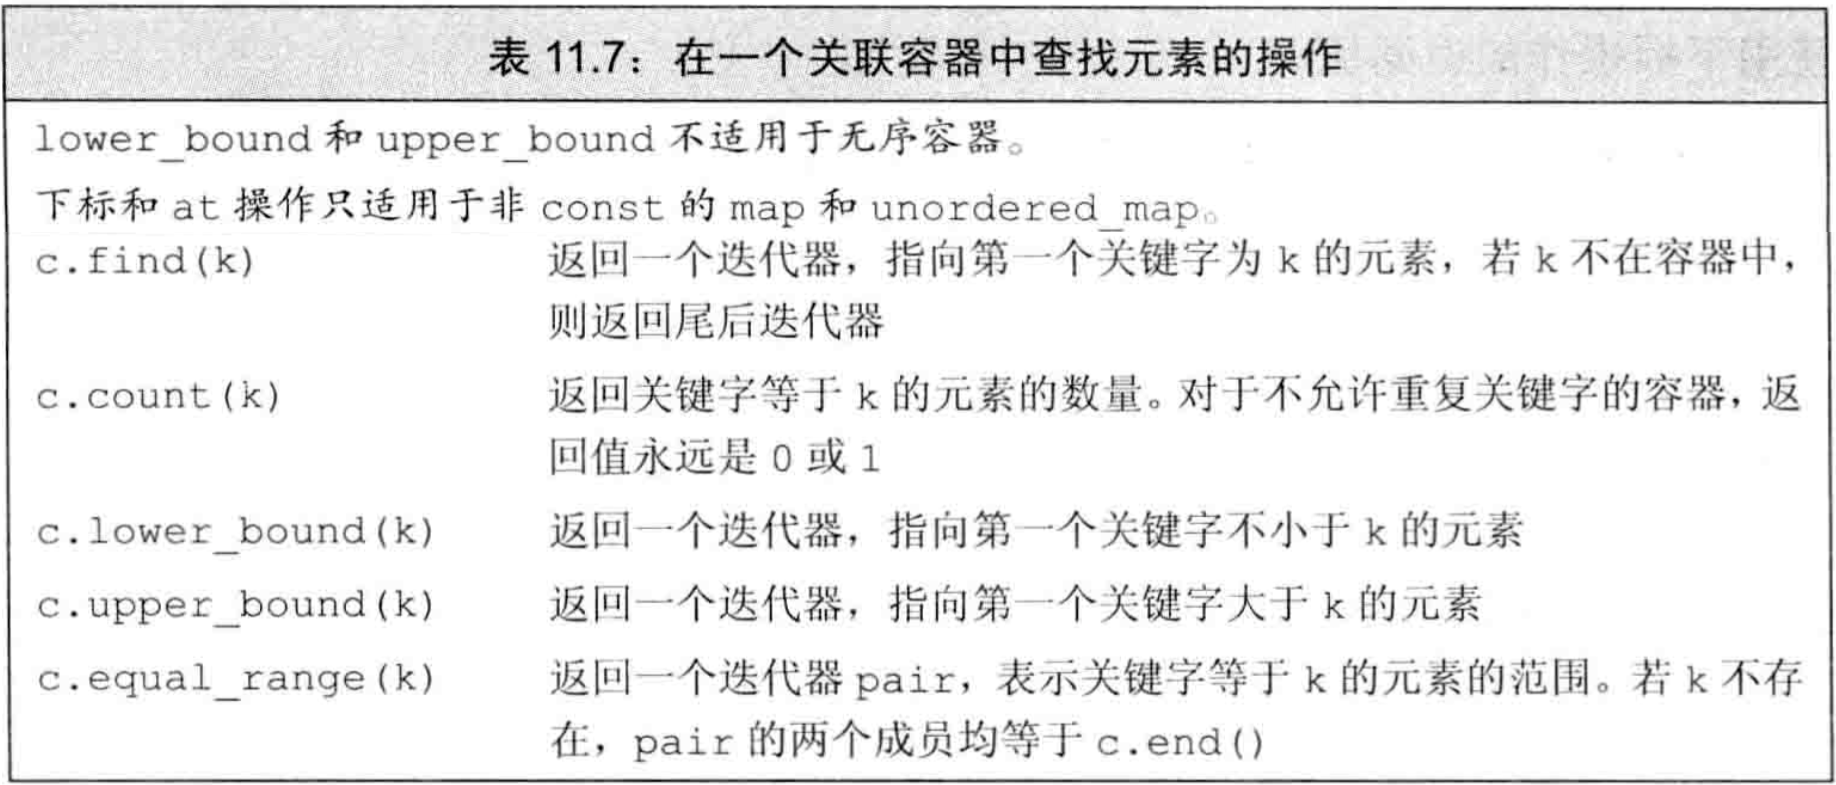 表 11.7：在一个关联容器中查找元素的操作
lower_bound 和 upper_bound 不适用于无序容器。
下标和 at 操作只适用于非 const 的 map 和 unordered_map。
c.find(k) 返回一个迭代器，指向第一个关键字为 k 的元素，若 k 不在容器中，
则返回尾后迭代器
c.count(k) 返回关键字等于 k 的元素的数量。对于不允许重复关键字的容器，返
回值永远是 0 或 1
c.lower_bound(k) 返回一个迭代器，指向第一个关键字不小于 k 的元素
c.upper_bound(k) 返回一个迭代器，指向第一个关键字大于 k 的元素
c.equal_range(k) 返回一个迭代器 pair，表示关键字等于 k 的元素的范围。若 k 不存
在，pair 的两个成员均等于 c.end()